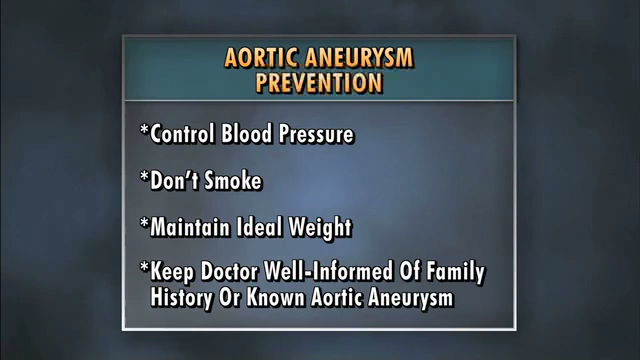 AORTIC ANEURYSM
PREVENTION
*Control Blood Pressure
*Don't Smoke
*Maintain Ideal Weight
*Keep Doctor Well-Informed Of Family
History Or Known Aortic Aneurysm